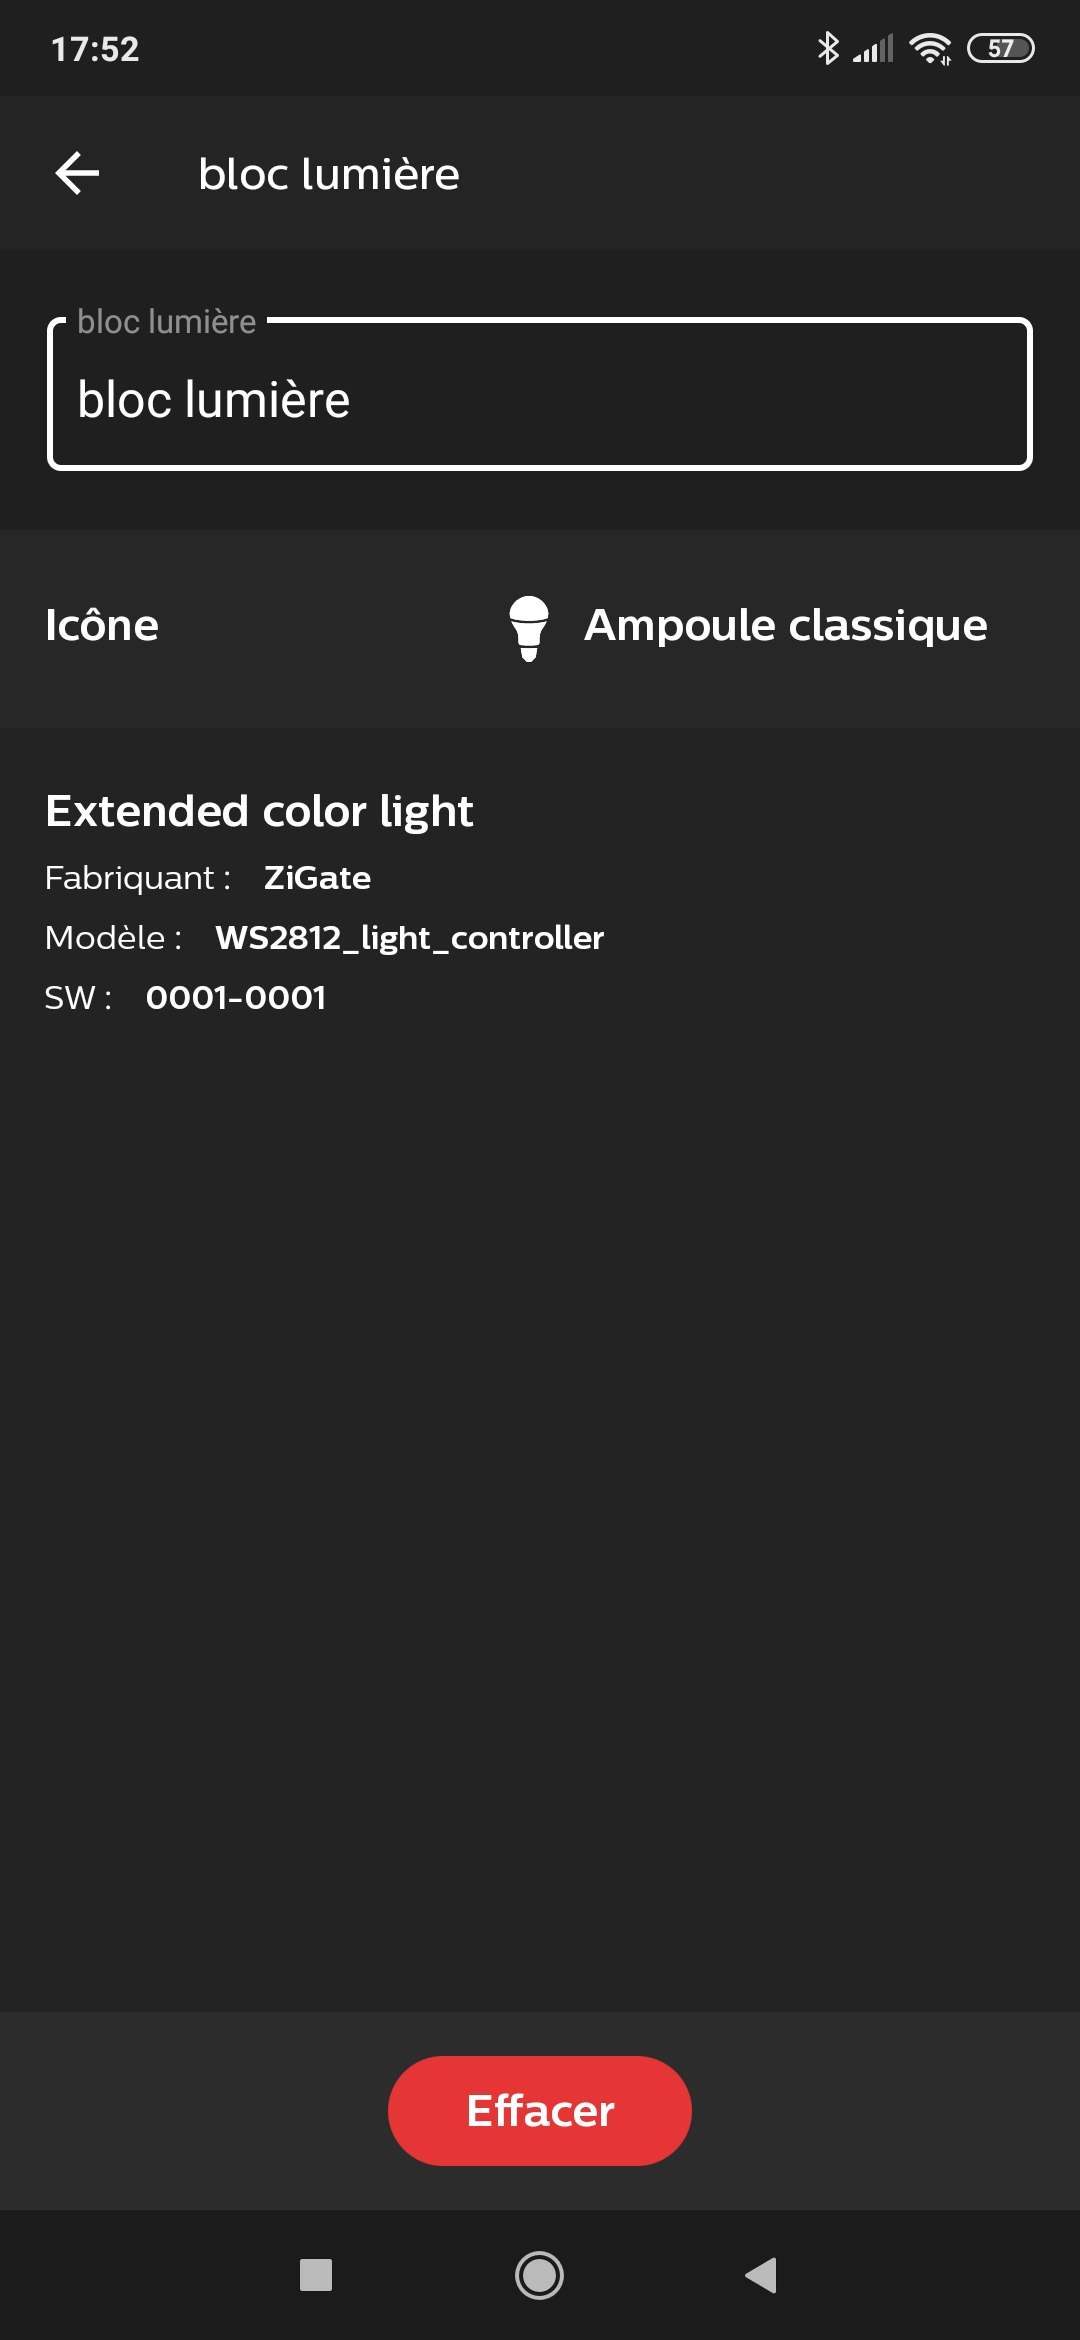 17:52
57
bloc lumière
bloc lumière
bloc lumière
Icône
Ampoule classique
Extended color light
Fabriquant : ZiGate
Modèle : WS2812_light_controller
SW : 0001-0001
Effacer